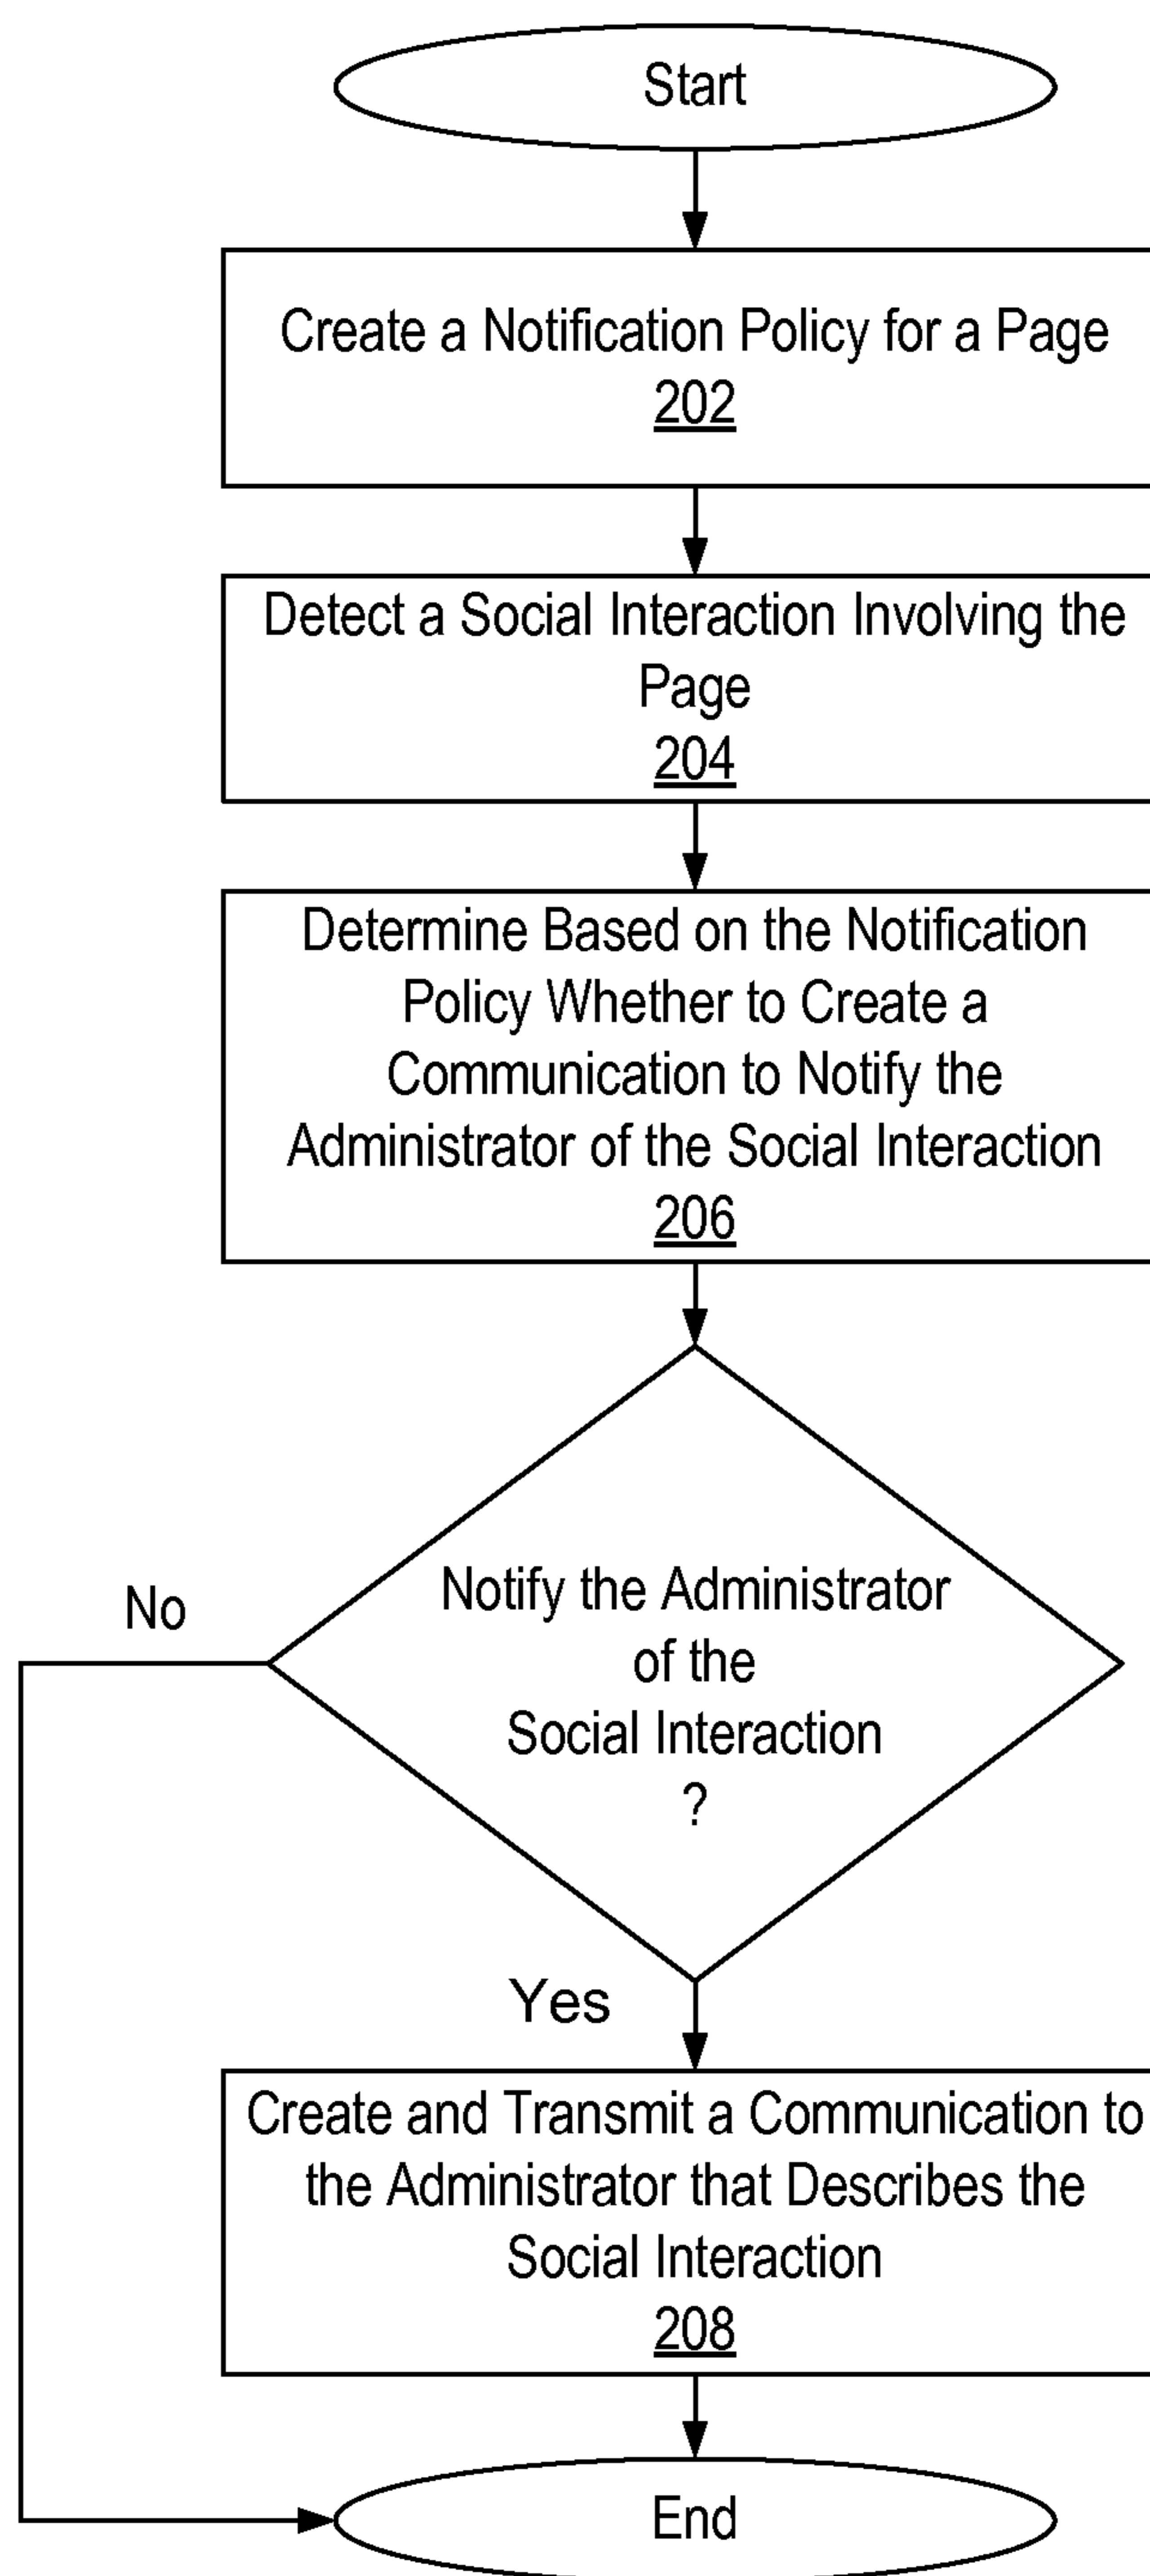 Start
Create a Notification Policy for a Page
202
Detect a Social Interaction Involving the
Page
204
Determine Based on the Notification
Policy Whether to Create a
Communication to Notify the
Administrator of the Social Interaction
206
Notify the Administrator
of the
Social Interaction
?
No
Yes
Create and Transmit a Communication to
the Administrator that Describes the
Social Interaction
208
End